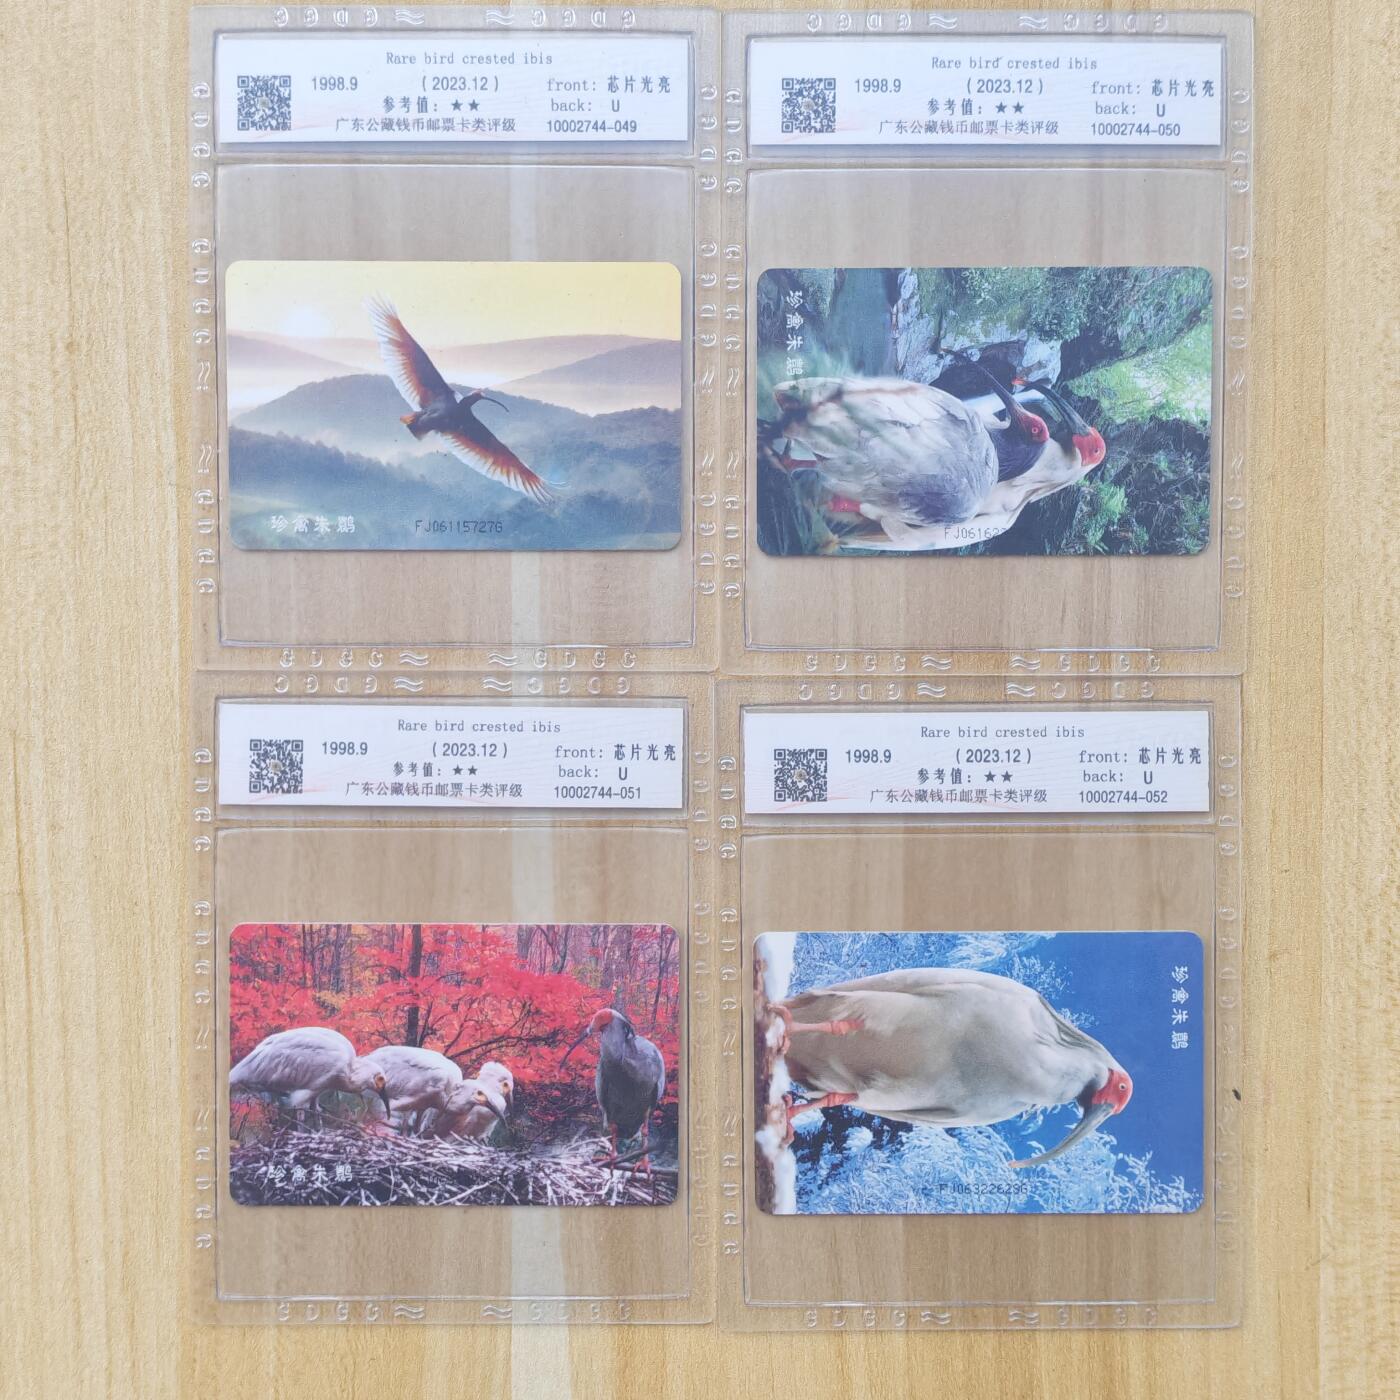 Rare bird crested ibis
1998.9 (2023.12) front: 芯片光亮
参考值: ★★ back: U
广东公藏钱币邮票卡类评级 10002744-049
珍禽朱鹮 FJ06115727G
Rare bird crested ibis
1998.9 (2023.12) front: 芯片光亮
参考值: ★★ back: U
广东公藏钱币邮票卡类评级 10002744-050
珍禽朱鹮
Rare bird crested ibis
1998.9 (2023.12) front: 芯片光亮
参考值: ★★ back: U
广东公藏钱币邮票卡类评级 10002744-051
珍禽朱鹮
Rare bird crested ibis
1998.9 (2023.12) front: 芯片光亮
参考值: ★★ back: U
广东公藏钱币邮票卡类评级 10002744-052
珍禽朱鹮
FJ06322629G